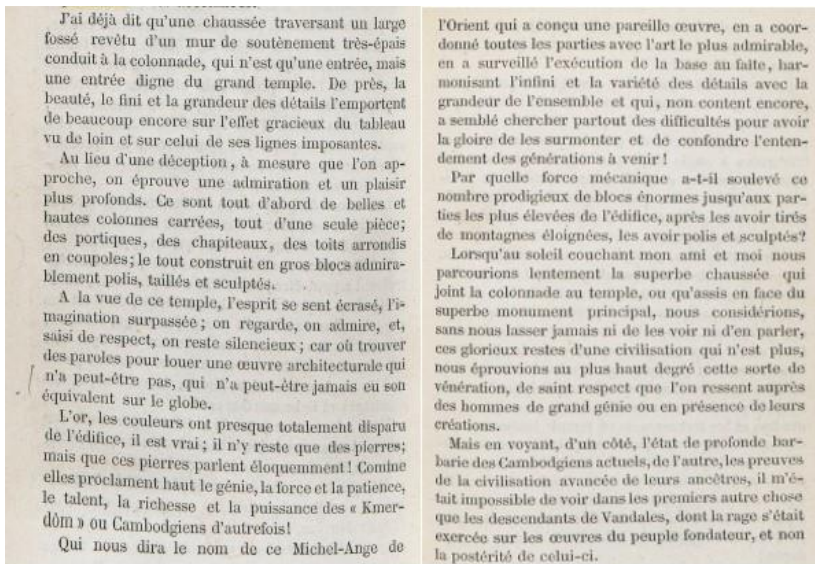 J'ai déjà dit qu'une chaussée traversant un large
fossé revêtu d'un mur de soutènement très-épais
conduit à la colonnade, qui n'est qu'une entrée, mais
une entrée digne du grand temple. De près, la
beauté, le fini et la grandeur des détails l'emportent
de beaucoup encore sur l'effet gracieux du tableau
vu de loin et sur celui de ses lignes imposantes.
Au lieu d'une déception, à mesure que l'on ap-
proche, on éprouve une admiration et un plaisir
plus profonds. Ce sont tout d'abord de belles et
hautes colonnes carrées, tout d'une seule pièce;
des portiques, des chapiteaux, des toits arrondis
en coupoles; le tout construit en gros blocs admira-
blement polis, taillés et sculptés.
A la vue de ce temple, l'esprit se sent écrasé, l'i-
magination surpassée; on regarde, on admire, et,
saisi de respect, on reste silencieux; car où trouver
des paroles pour louer une œuvre architecturale qui
n'a peut-être pas, qui n'a peut-être jamais eu son
équivalent sur le globe.
L'or, les couleurs ont presque totalement disparu
de l'édifice, il est vrai; il n'y reste que des pierres;
mais que ces pierres parlent éloquemment! Comme
elles proclament haut le génie, la force et la patience,
le talent, la richesse et la puissance des « Kmer-
dôm » ou Cambodgiens d'autrefois!
Qui nous dira le nom de ce Michel-Ange de
l'Orient qui a conçu une pareille œuvre, en a coor-
donné toutes les parties avec l'art le plus admirable,
en a surveillé l'exécution de la base au faîte, har-
monisant l'infini et la variété des détails avec la
grandeur de l'ensemble et qui, non content encore,
a semblé chercher partout des difficultés pour avoir
la gloire de les surmonter et de confondre l'enten-
dement des générations à venir!
Par quelle force mécanique a-t-il soulevé ce
nombre prodigieux de blocs énormes jusqu'aux par-
ties les plus élevées de l'édifice, après les avoir tirés
de montagnes éloignées, les avoir polis et sculptés?
Lorsqu'au soleil couchant mon ami et moi nous
parcourions lentement la superbe chaussée qui
joint la colonnade au temple, ou qu'assis en face du
superbe monument principal, nous considérions,
sans nous lasser jamais ni de les voir ni d'en parler,
ces glorieux restes d'une civilisation qui n'est plus,
nous éprouvions au plus haut degré cette sorte de
vénération, de saint respect que l'on ressent auprès
des hommes de grand génie ou en présence de leurs
créations.
Mais en voyant, d'un côté, l'état de profonde bar-
barie des Cambodgiens actuels, de l'autre, les preuves
de la civilisation avancée de leurs ancêtres, il m'é-
tait impossible de voir dans les premiers autre chose
que les descendants de Vandales, dont la rage s'était
exercée sur les œuvres du peuple fondateur, et non
la postérité de celui-ci.